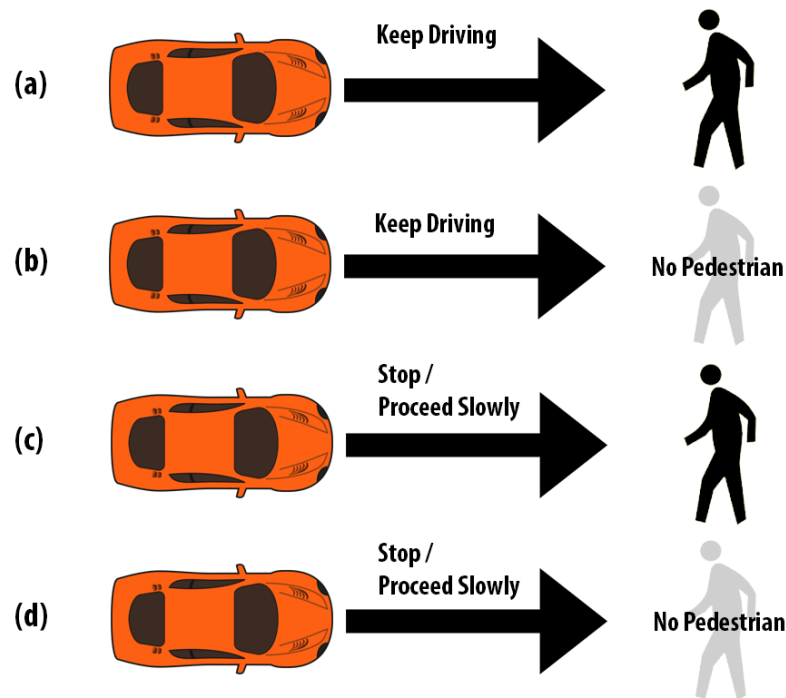 (a)
Keep Driving
(b)
Keep Driving
No Pedestrian
(c)
Stop /
Proceed Slowly
(d)
Stop /
Proceed Slowly
No Pedestrian